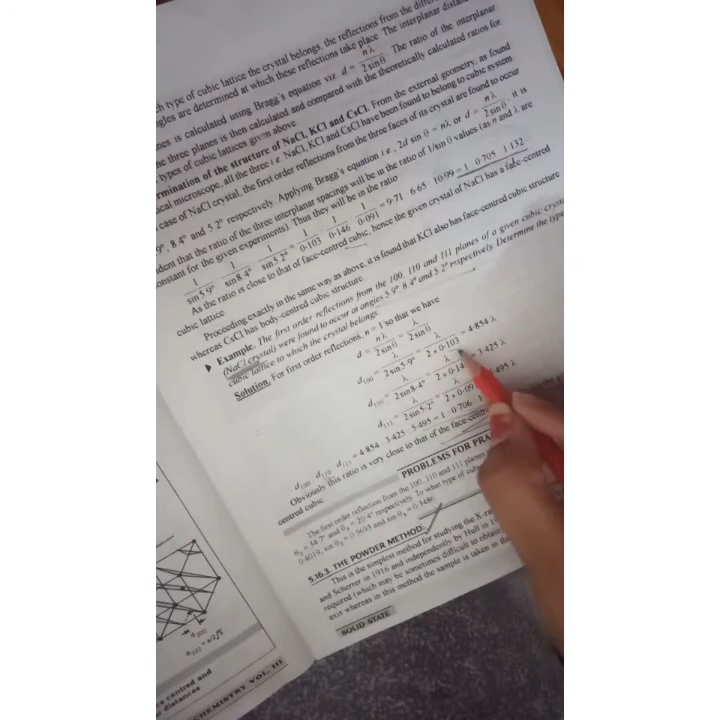 ch type of cubic lattice the crystal belongs, the reflections from the
ngles are determined at which these reflections take place. The interplanar
nes is calculated using Bragg's equation viz. d = nλ / 2 sin θ. The ratio of the interplanar
he three planes is then calculated and compared with the theoretically calculated ratios for
types of cubic lattices given above.
rmination of the structure of NaCl, KCl and CsCl. From the external geometry, as found
ical microscope, all the three i.e. NaCl, KCl and CsCl have been found to belong to cubic system.
case of NaCl crystal, the first order reflections from the three faces of its crystal are found to occur
9°, 8.4° and 5.2° respectively. Applying Bragg's equation i.e., 2d sin θ = nλ, or d = nλ / 2 sin θ, it is
ident that the ratio of the three interplanar spacings will be in the ratio of 1/sin θ values (as n and λ are
onstant for the given experiments). Thus they will be in the ratio
1/sin 5.9° : 1/sin 8.4° : 1/sin 5.2° = 1/0·103 : 1/0·146 : 1/0·091 = 9·71 : 6·65 : 10·99 = 1 : 0·705 : 1·132
As the ratio is close to that of face-centred cubic, hence the given crystal of NaCl has a face-centred
cubic lattice.
Proceeding exactly in the same way as above, it is found that KCl also has face-centred cubic structure
whereas CsCl has body-centred cubic structure.
Example. The first order reflections from the 100, 110 and 111 planes of a given cubic
(NaCl crystal) were found to occur at angles 5.9°, 8.4° and 5.2° respectively. Determine the type
cubic lattice to which the crystal belongs.
Solution. For first order reflections, n = 1 so that we have
d = nλ / 2 sin θ = λ / 2 sin θ
d100 = λ / 2 sin 5·9° = λ / 2 × 0·103 = 4·854 λ
d110 = λ / 2 sin 8·4° = λ / 2 × 0·14 = 3·425 λ
d111 = λ / 2 sin 5·2° = λ / 2 × 0·09 5·495 λ
d100 : d110 : d111 = 4·854 : 3·425 : 5·495 = 1 : 0·706 : 1
Obviously this ratio is very close to that of the face-centre
centred cubic.
PROBLEMS FOR PRA
The first order reflection from the 100, 110 and 111 planes
20·4° respectively. To what type of cubic
0·4019, sin 0·5693 and sin 0·3486.
5.16.3. THE POWDER METHOD
This is the simplest method for studying the X-ra
and Scherrer in 1916 and independently by Hull in
required (which may be sometimes difficult to obtain
axis whereas in this method the sample is taken in the
SOLID STATE
d200
e centred and
r distances
HEMISTRY VOL. III